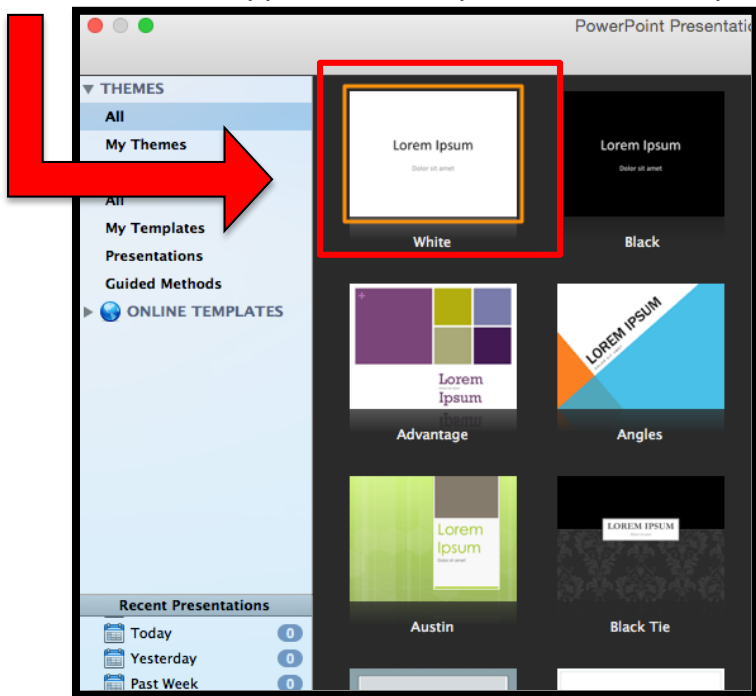 PowerPoint Presentatio
THEMES
All
My Themes
All
My Templates
Presentations
Guided Methods
ONLINE TEMPLATES
Recent Presentations
Today 0
Yesterday 0
Past Week 0
Lorem Ipsum
Dolor sit amet
White
Lorem Ipsum
Dolor sit amet
Black
Lorem
Ipsum
Advantage
LOREM IPSUM
Angles
Lorem
Ipsum
Dolor sit amet
Austin
LOREM IPSUM
Black Tie